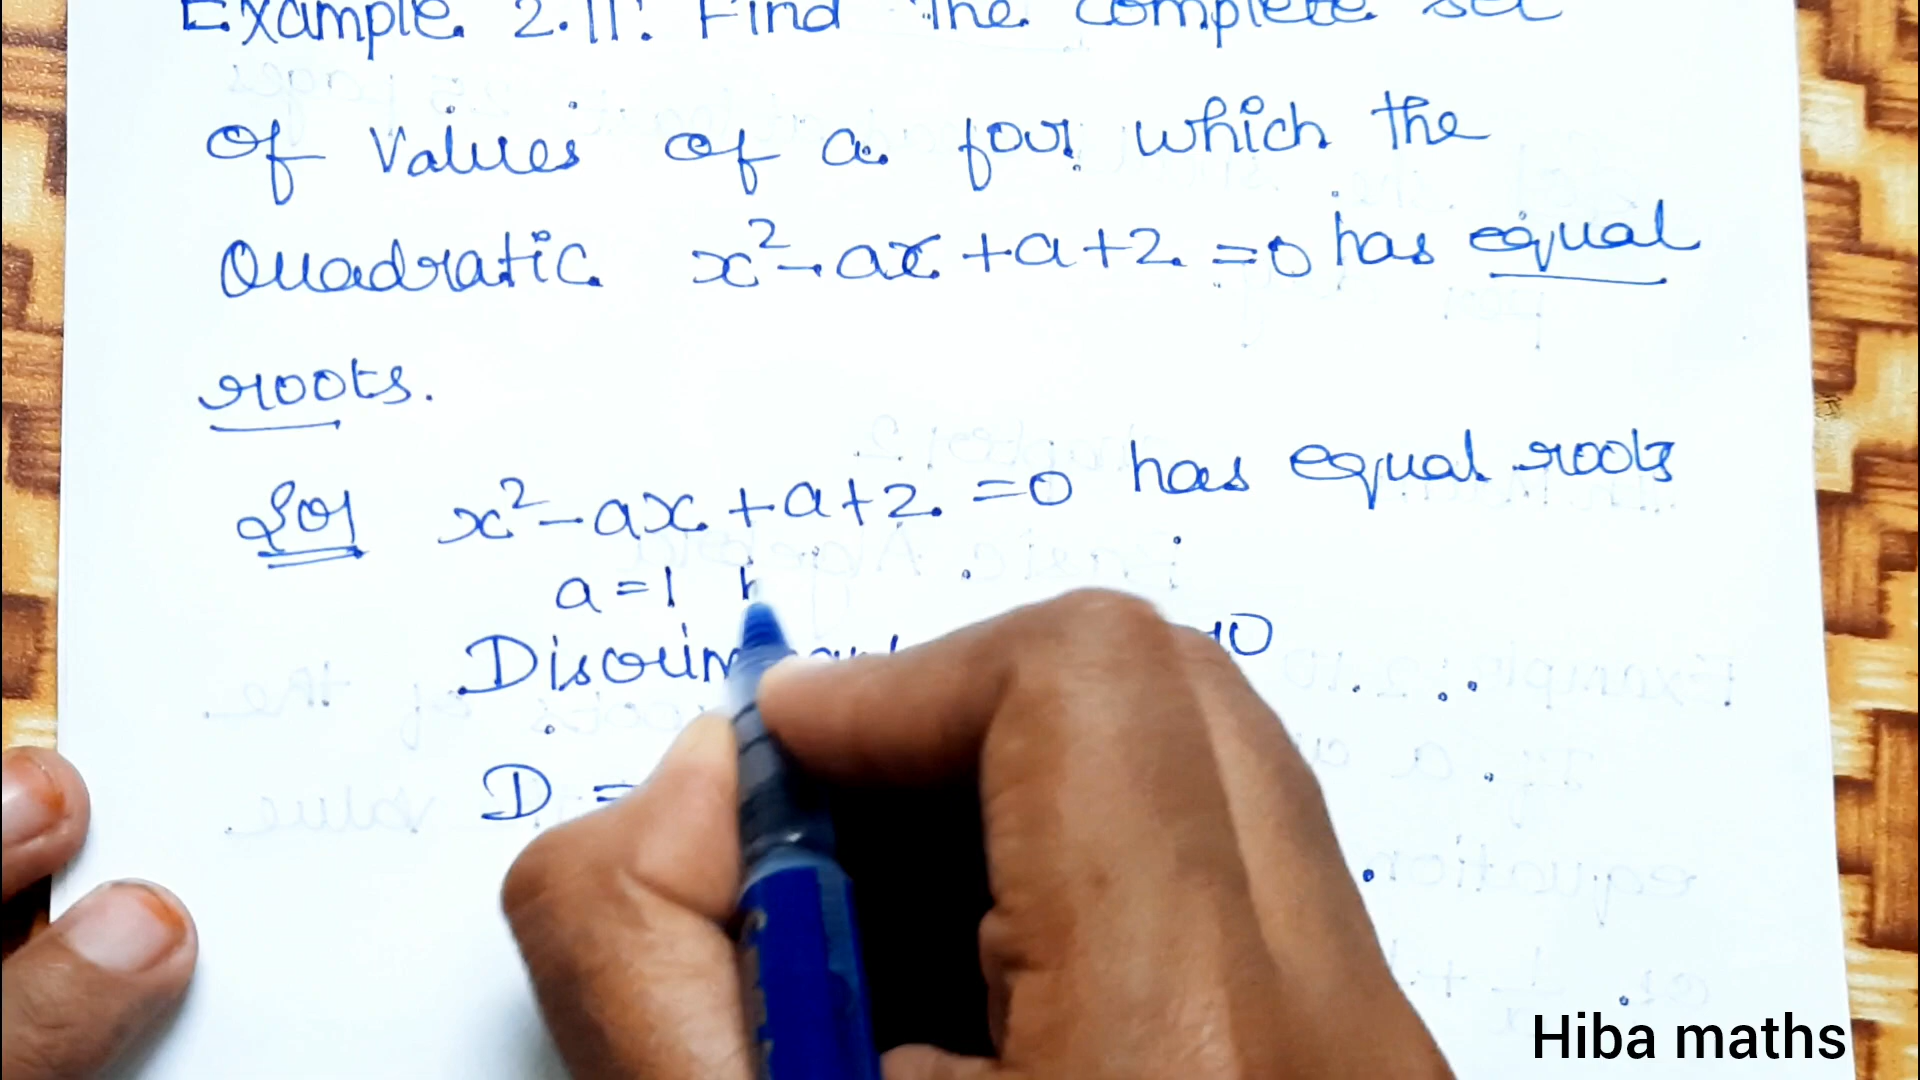 Example 2.11: Find the complete set
of values of a for which the
Quadratic x² - ax + a + 2 = 0 has equal
roots.
Sol x² - ax + a + 2 = 0 has equal roots
a = 1
D =
Hiba maths